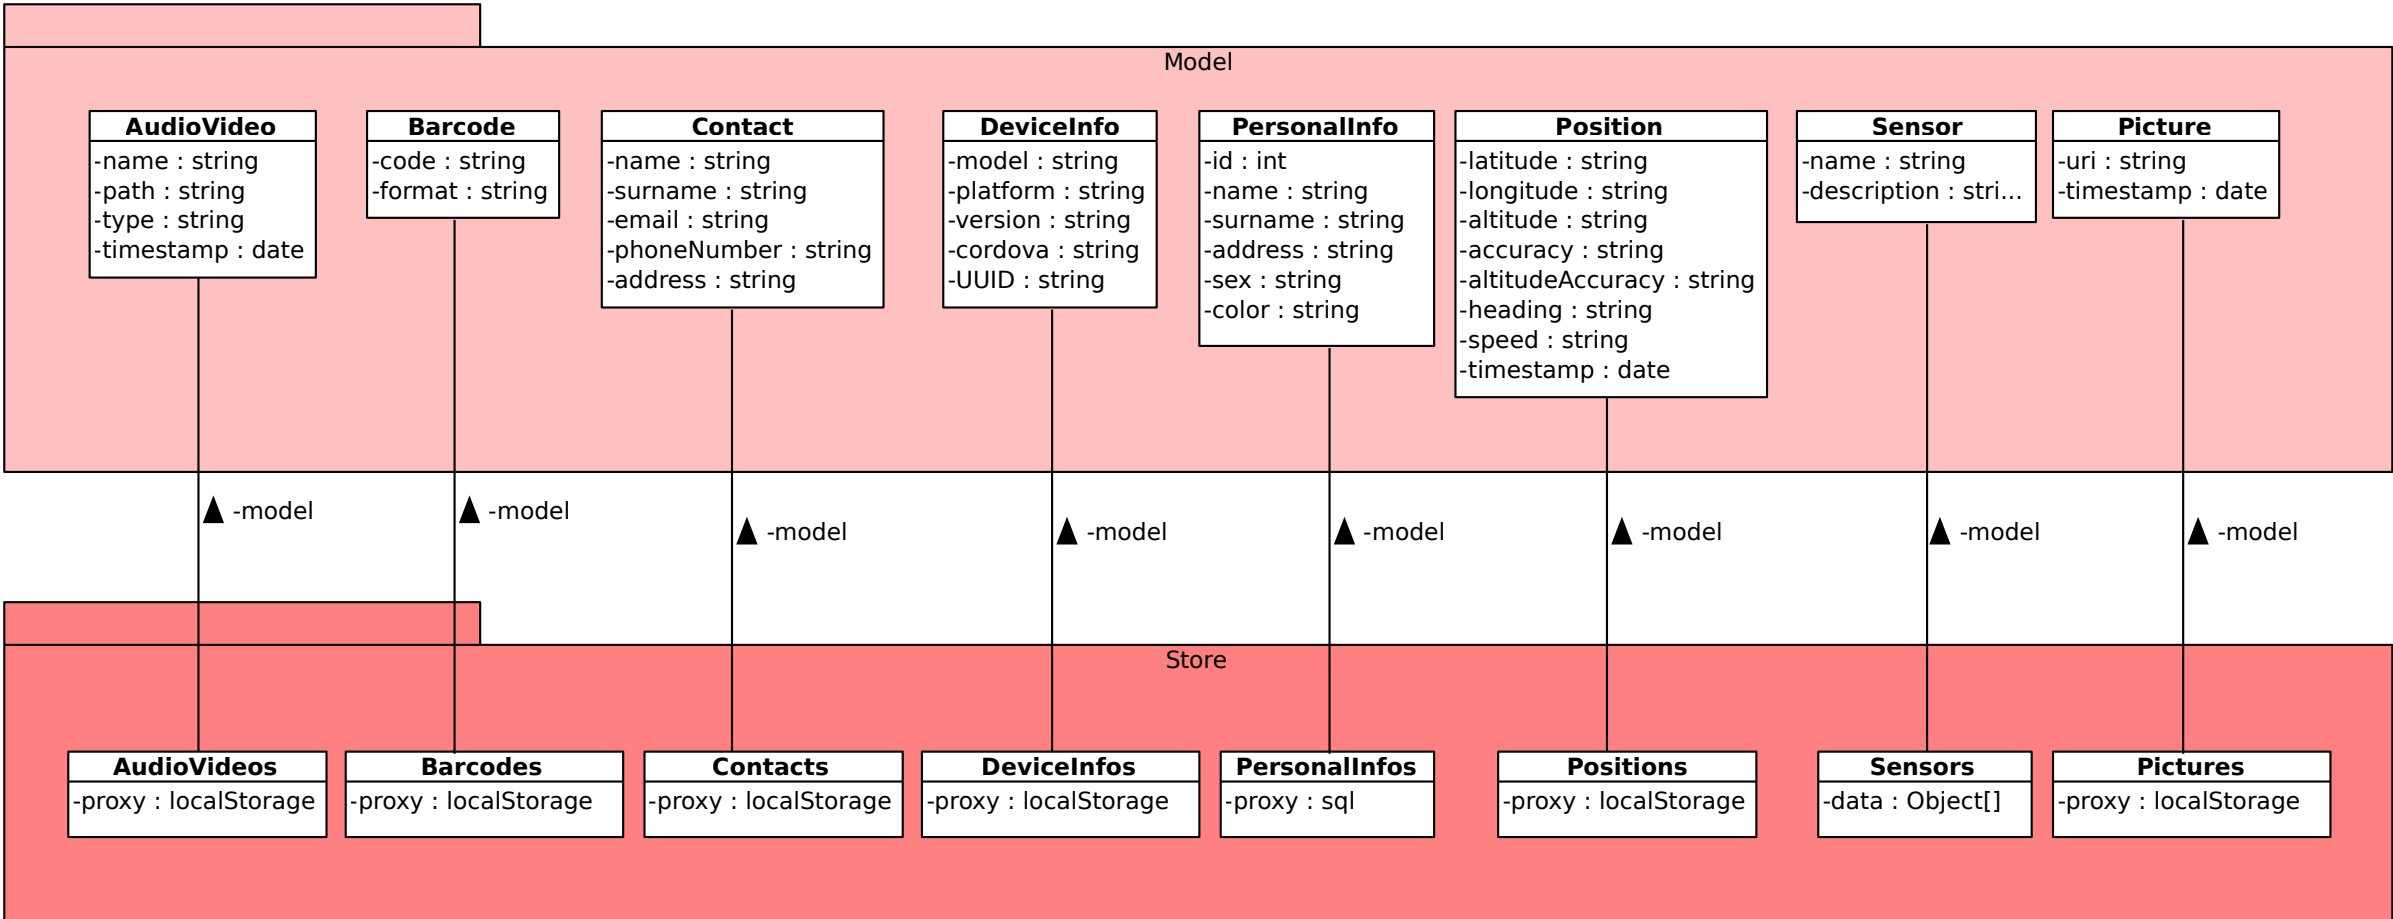 Model
AudioVideo
-name : string
-path : string
-type : string
-timestamp : date
Barcode
-code : string
-format : string
Contact
-name : string
-surname : string
-email : string
-phoneNumber : string
-address : string
DeviceInfo
-model : string
-platform : string
-version : string
-cordova : string
-UUID : string
PersonalInfo
-id : int
-name : string
-surname : string
-address : string
-sex : string
-color : string
Position
-latitude : string
-longitude : string
-altitude : string
-accuracy : string
-altitudeAccuracy : string
-heading : string
-speed : string
-timestamp : date
Sensor
-name : string
-description : stri...
Picture
-uri : string
-timestamp : date
-model
-model
-model
-model
-model
-model
-model
-model
Store
AudioVideos
-proxy : localStorage
Barcodes
-proxy : localStorage
Contacts
-proxy : localStorage
DeviceInfos
-proxy : localStorage
PersonalInfos
-proxy : sql
Positions
-proxy : localStorage
Sensors
-data : Object[]
Pictures
-proxy : localStorage